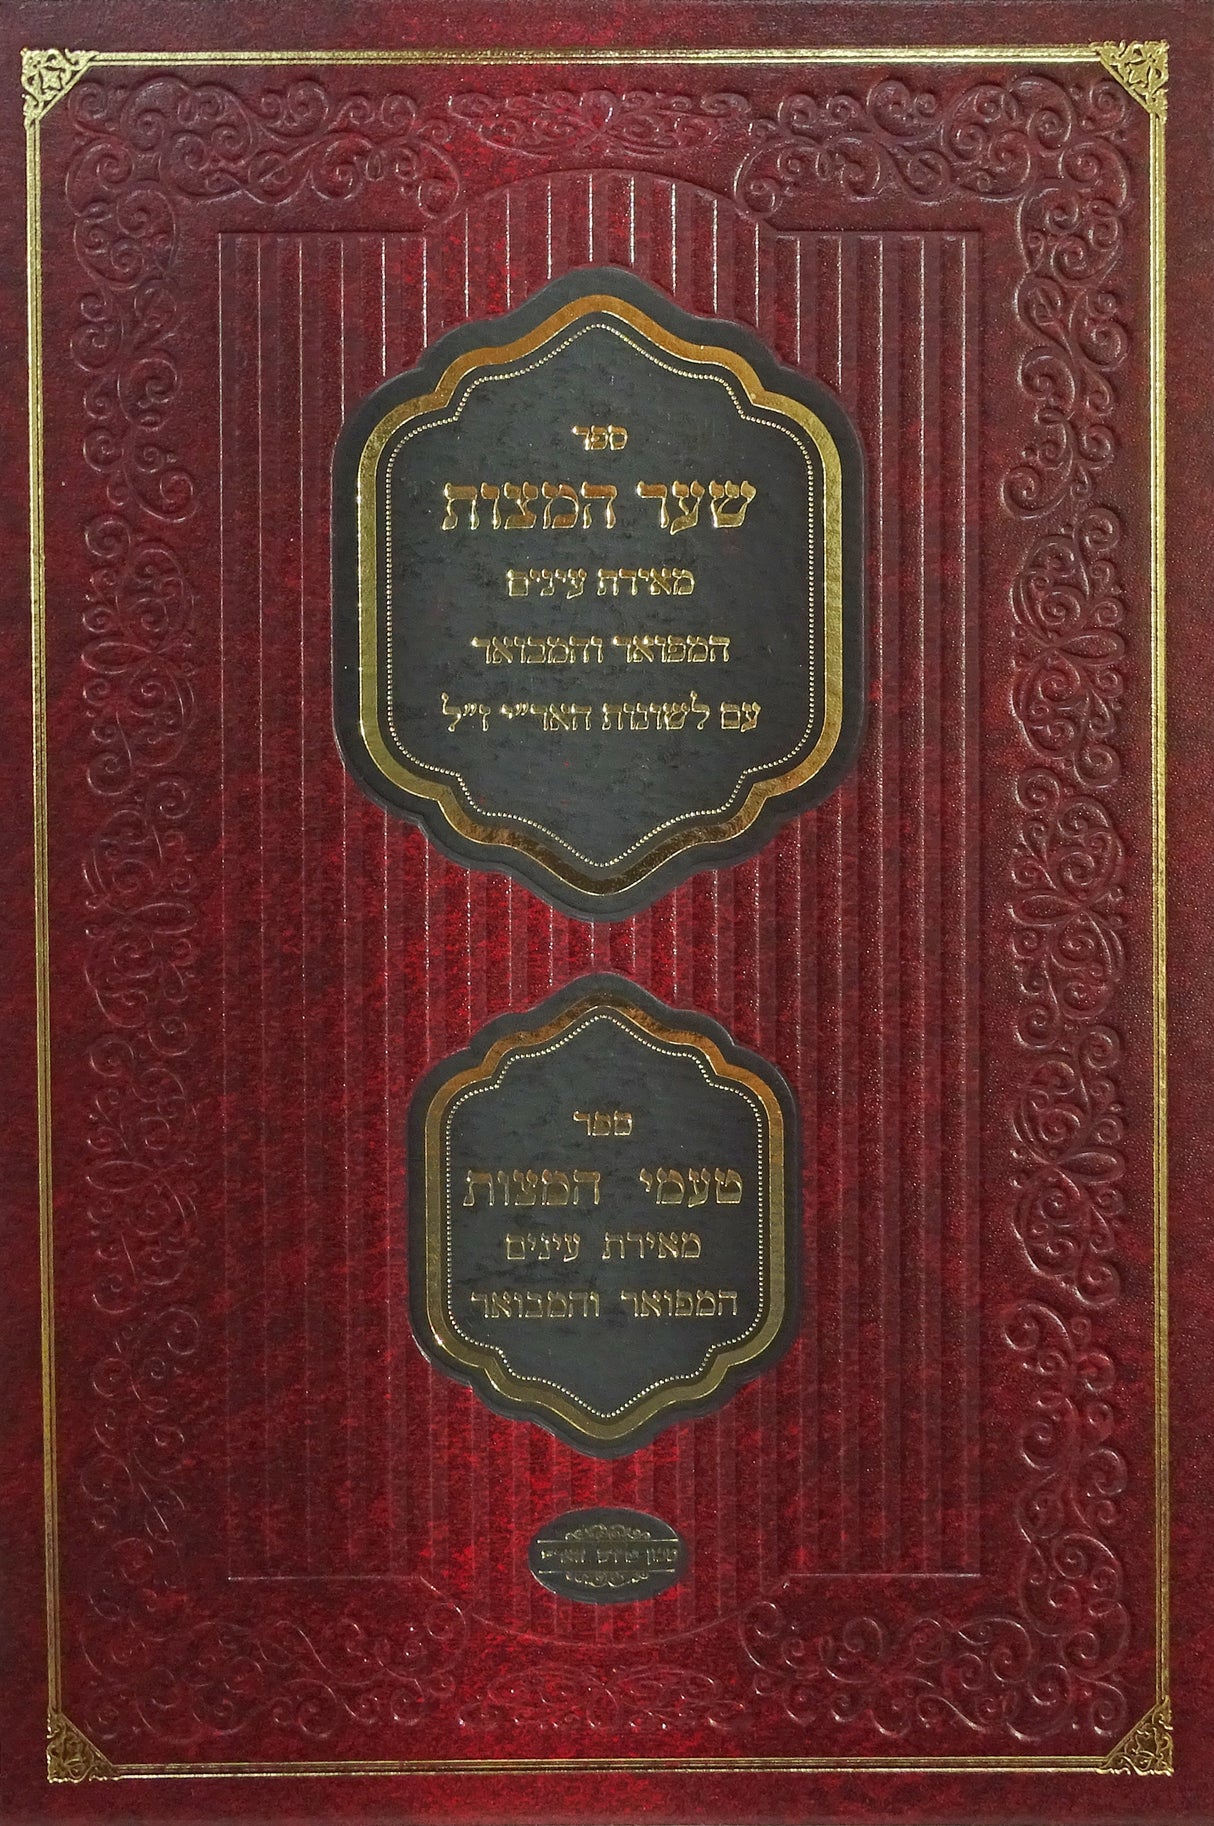 ספר
שער המצות
מאירת עינים
המפואר והמבואר
עם לשונות האר״י ז״ל
ספר
טעמי המצות
מאירת עינים
המפואר והמבואר